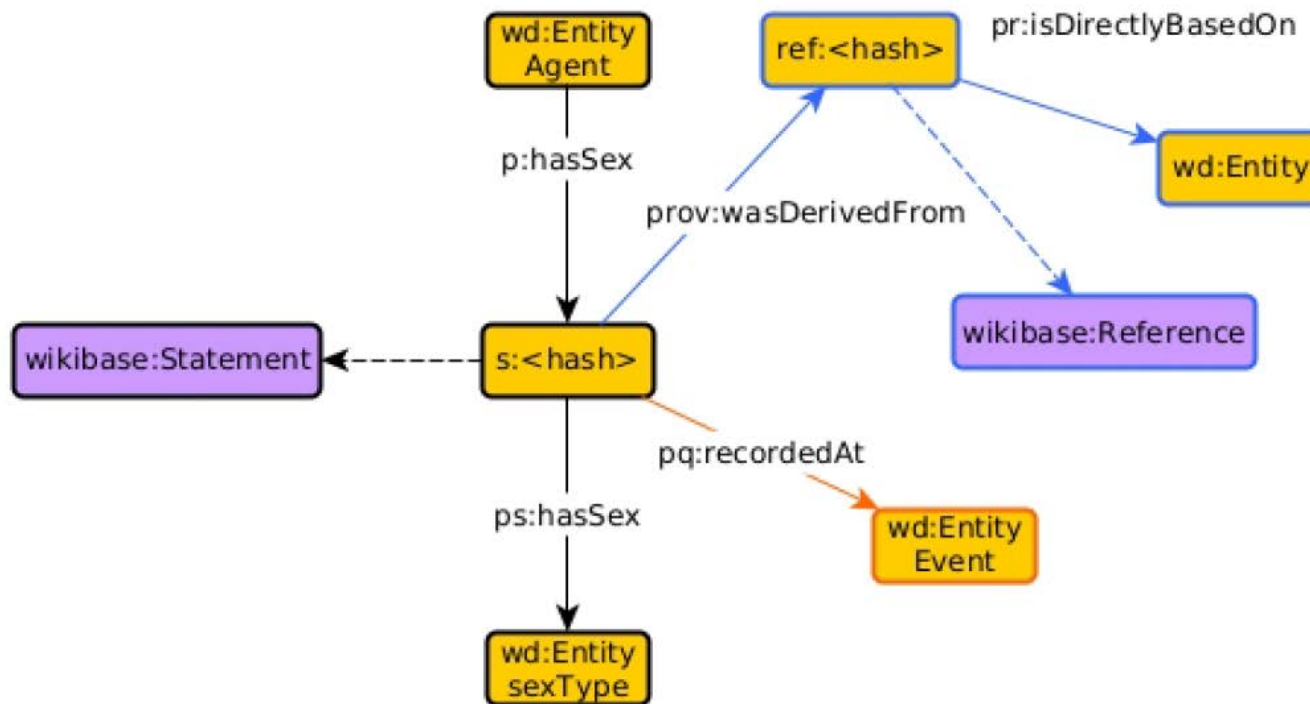 wd:Entity
Agent
ref:<hash>
pr:isDirectlyBasedOn
p:hasSex
wd:Entity
prov:wasDerivedFrom
wikibase:Statement
s:<hash>
wikibase:Reference
pq:recordedAt
ps:hasSex
wd:Entity
Event
wd:Entity
sexType